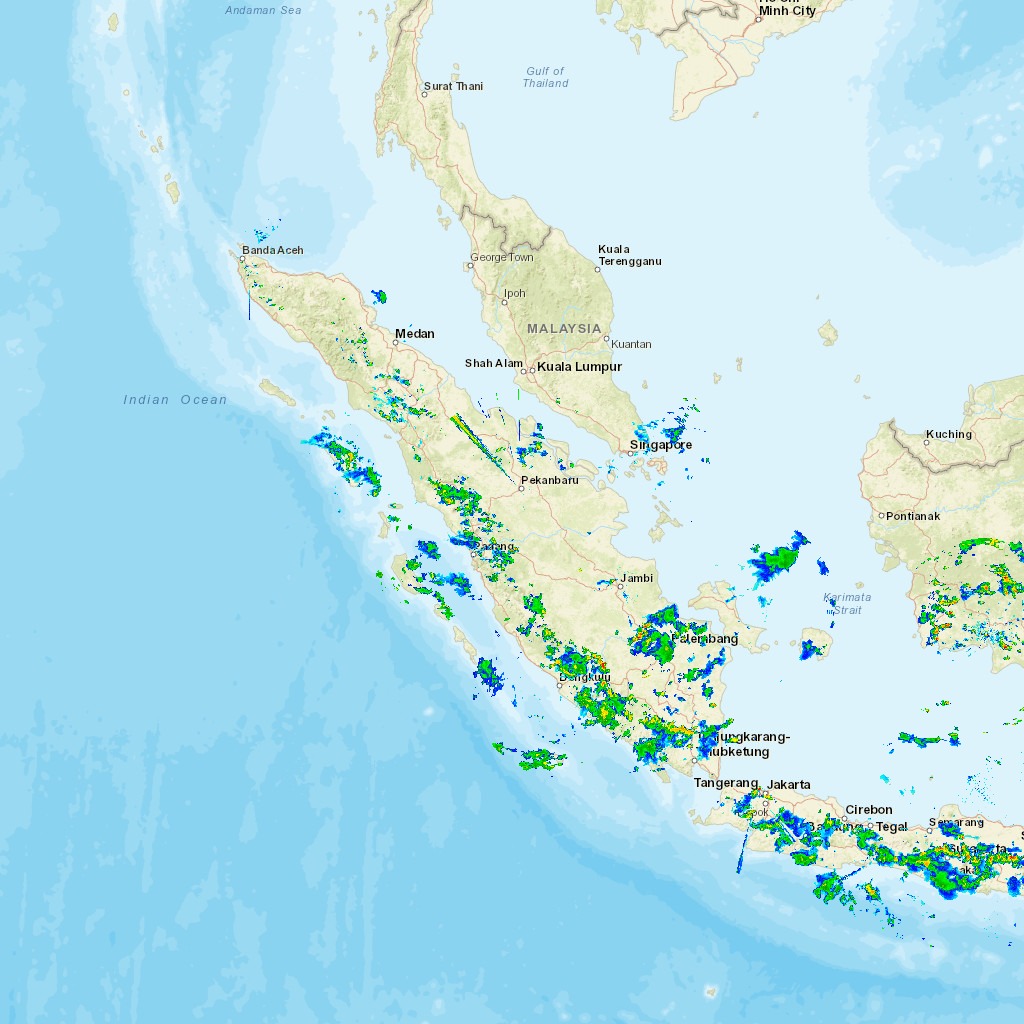 Andaman Sea
Minh City
Gulf of
Thailand
Surat Thani
Banda Aceh
George Town
Kuala
Terengganu
Ipoh
MALAYSIA
Medan
Kuantan
Shah Alam
Kuala Lumpur
Indian Ocean
Singapore
Kuching
Pekanbaru
Pontianak
Padang
Jambi
Karimata
Strait
Palembang
Bengkulu
Tangerang
Jakarta
Cirebon
Bandung
Tegal
Semarang